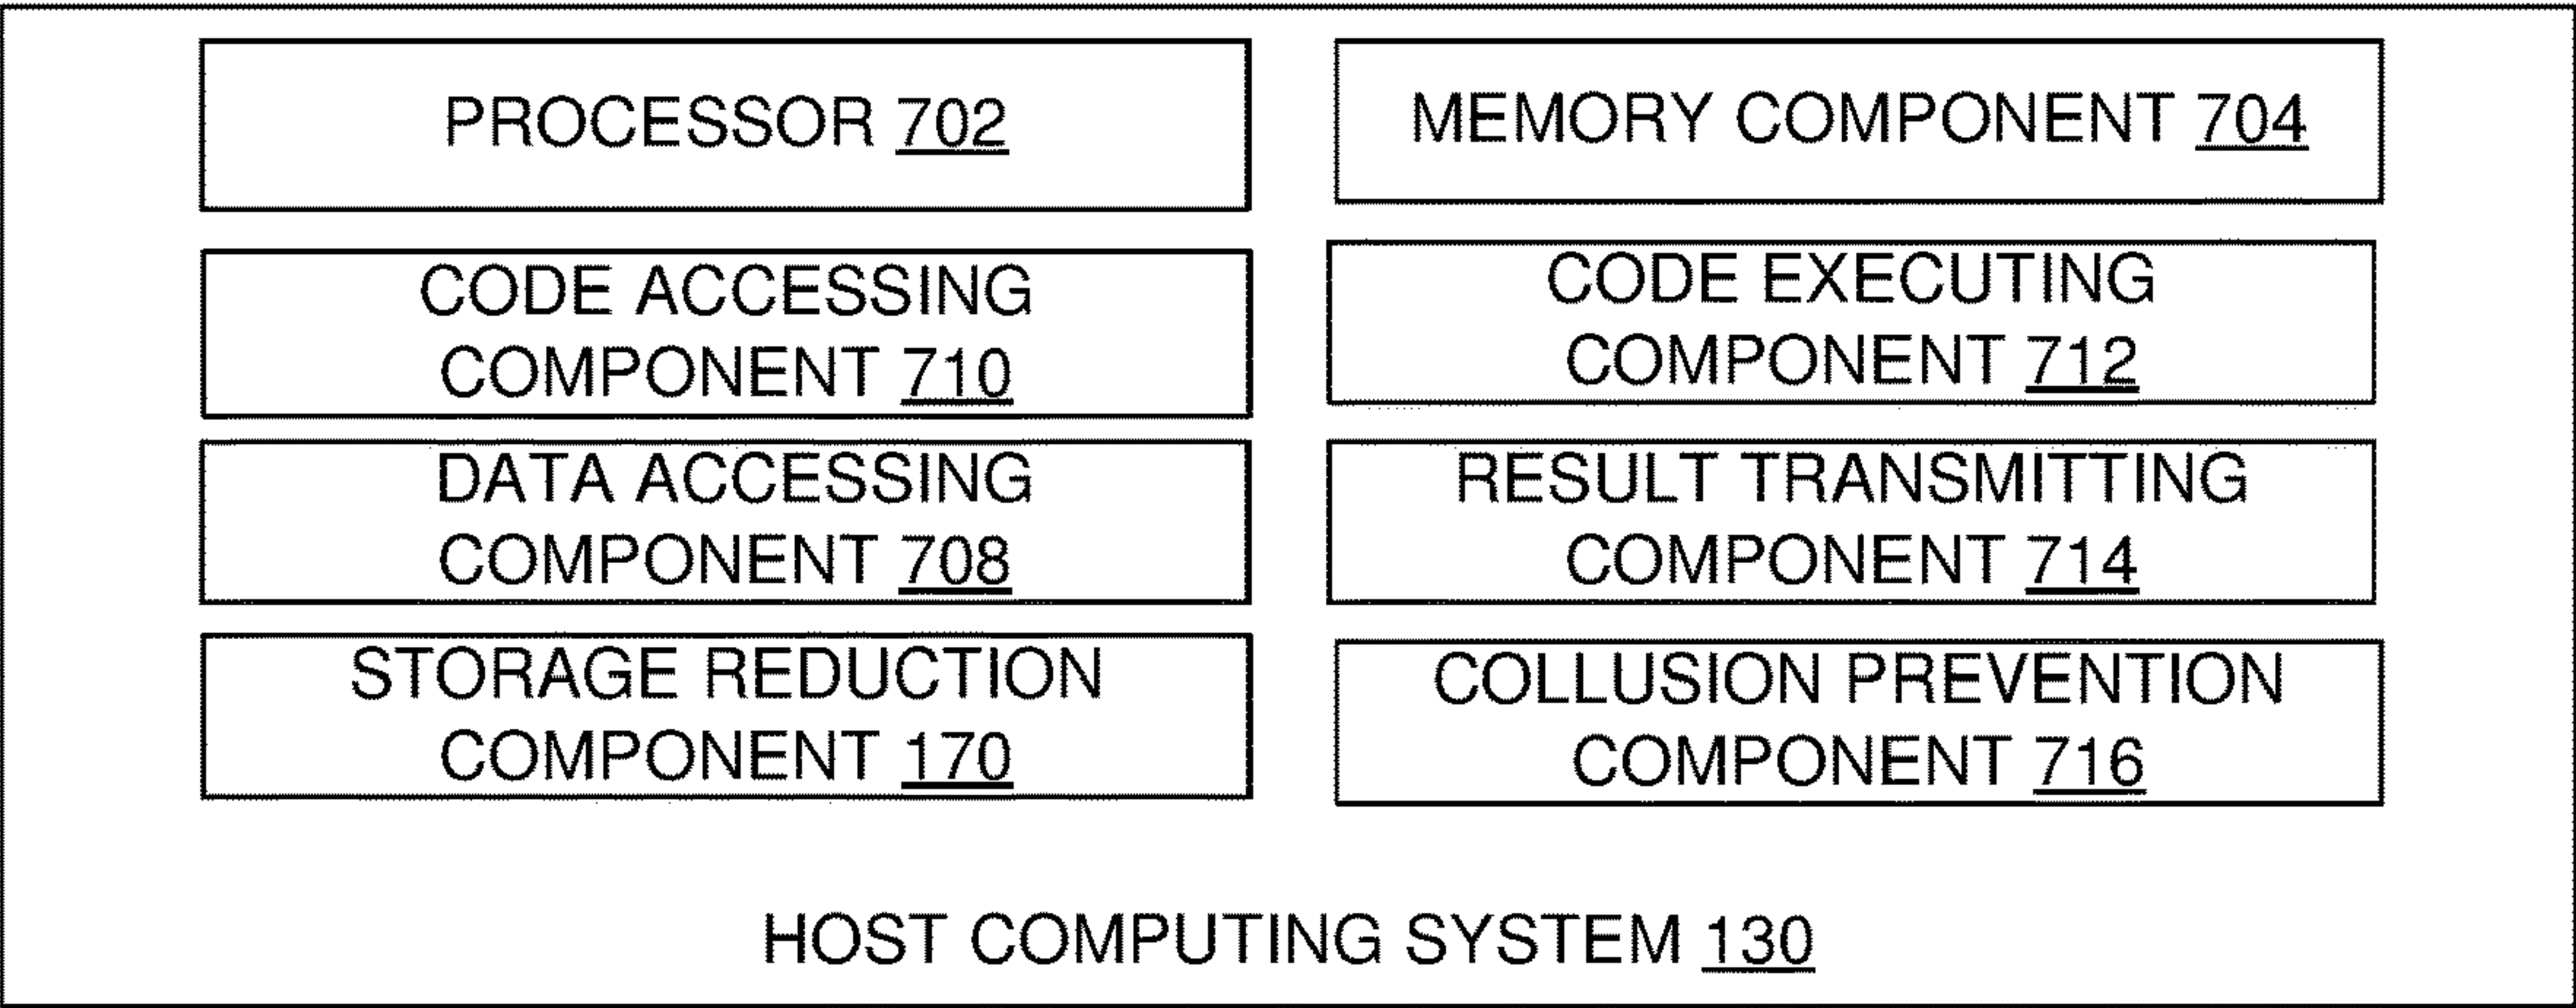 PROCESSOR 702
MEMORY COMPONENT 704
CODE ACCESSING
COMPONENT 710
CODE EXECUTING
COMPONENT 712
DATA ACCESSING
COMPONENT 708
RESULT TRANSMITTING
COMPONENT 714
STORAGE REDUCTION
COMPONENT 170
COLLUSION PREVENTION
COMPONENT 716
HOST COMPUTING SYSTEM 130